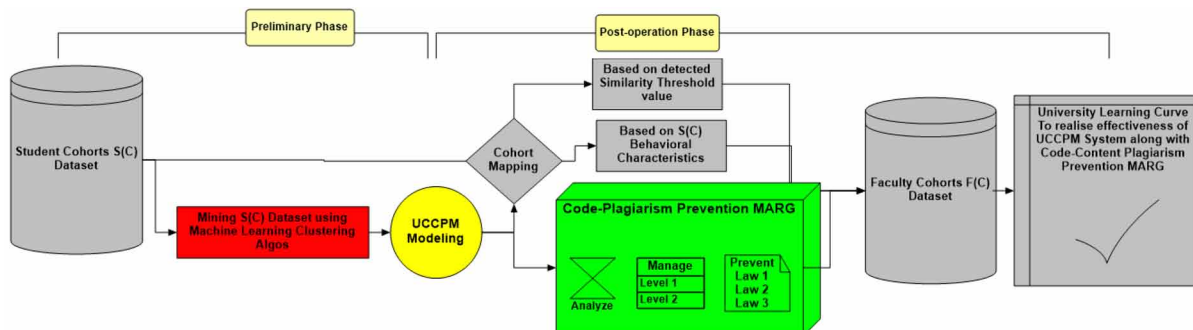 Preliminary Phase
Post-operation Phase
Student Cohorts S(C)
Dataset
Mining S(C) Dataset using
Machine Learning Clustering
Algos
UCCPM
Modeling
Cohort
Mapping
Based on detected
Similarity Threshold
value
Based on S(C)
Behavioral
Characteristics
Code-Plagiarism Prevention MARG
Analyze
Manage
Level 1
Level 2
Prevent
Law 1
Law 2
Law 3
Faculty Cohorts F(C)
Dataset
University Learning Curve
To realise effectiveness of
UCCPM System along with
Code-Content Plagiarism
Prevention MARG